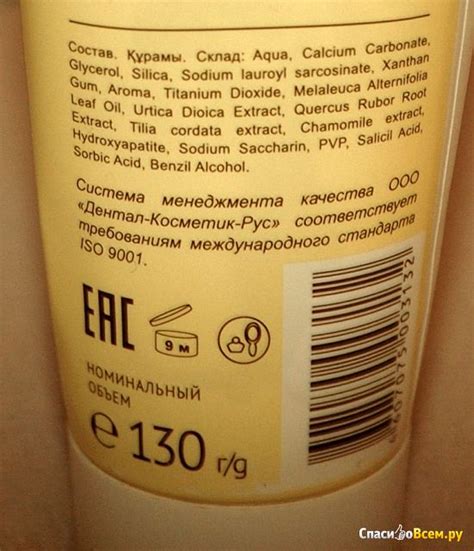 Состав. Құрамы. Склад: Aqua, Calcium Carbonate,
Glycerol, Silica, Sodium lauroyl sarcosinate, Xanthan
Gum, Aroma, Titanium Dioxide, Melaleuca Alternifolia
Leaf Oil, Urtica Dioica Extract, Quercus Rubor Root
Extract, Tilia cordata extract, Chamomile extract,
Hydroxyapatite, Sodium Saccharin, PVP, Salicil Acid,
Sorbic Acid, Benzil Alcohol.
Система менеджмента качества ООО
«Дентал-Косметик-Рус» соответствует
требованиям международного стандарта
ISO 9001.
EAC
9 м
НОМИНАЛЬНЫЙ
ОБЪЕМ
℮ 130 г/g
4607075003132
СпасибоВсем.ру